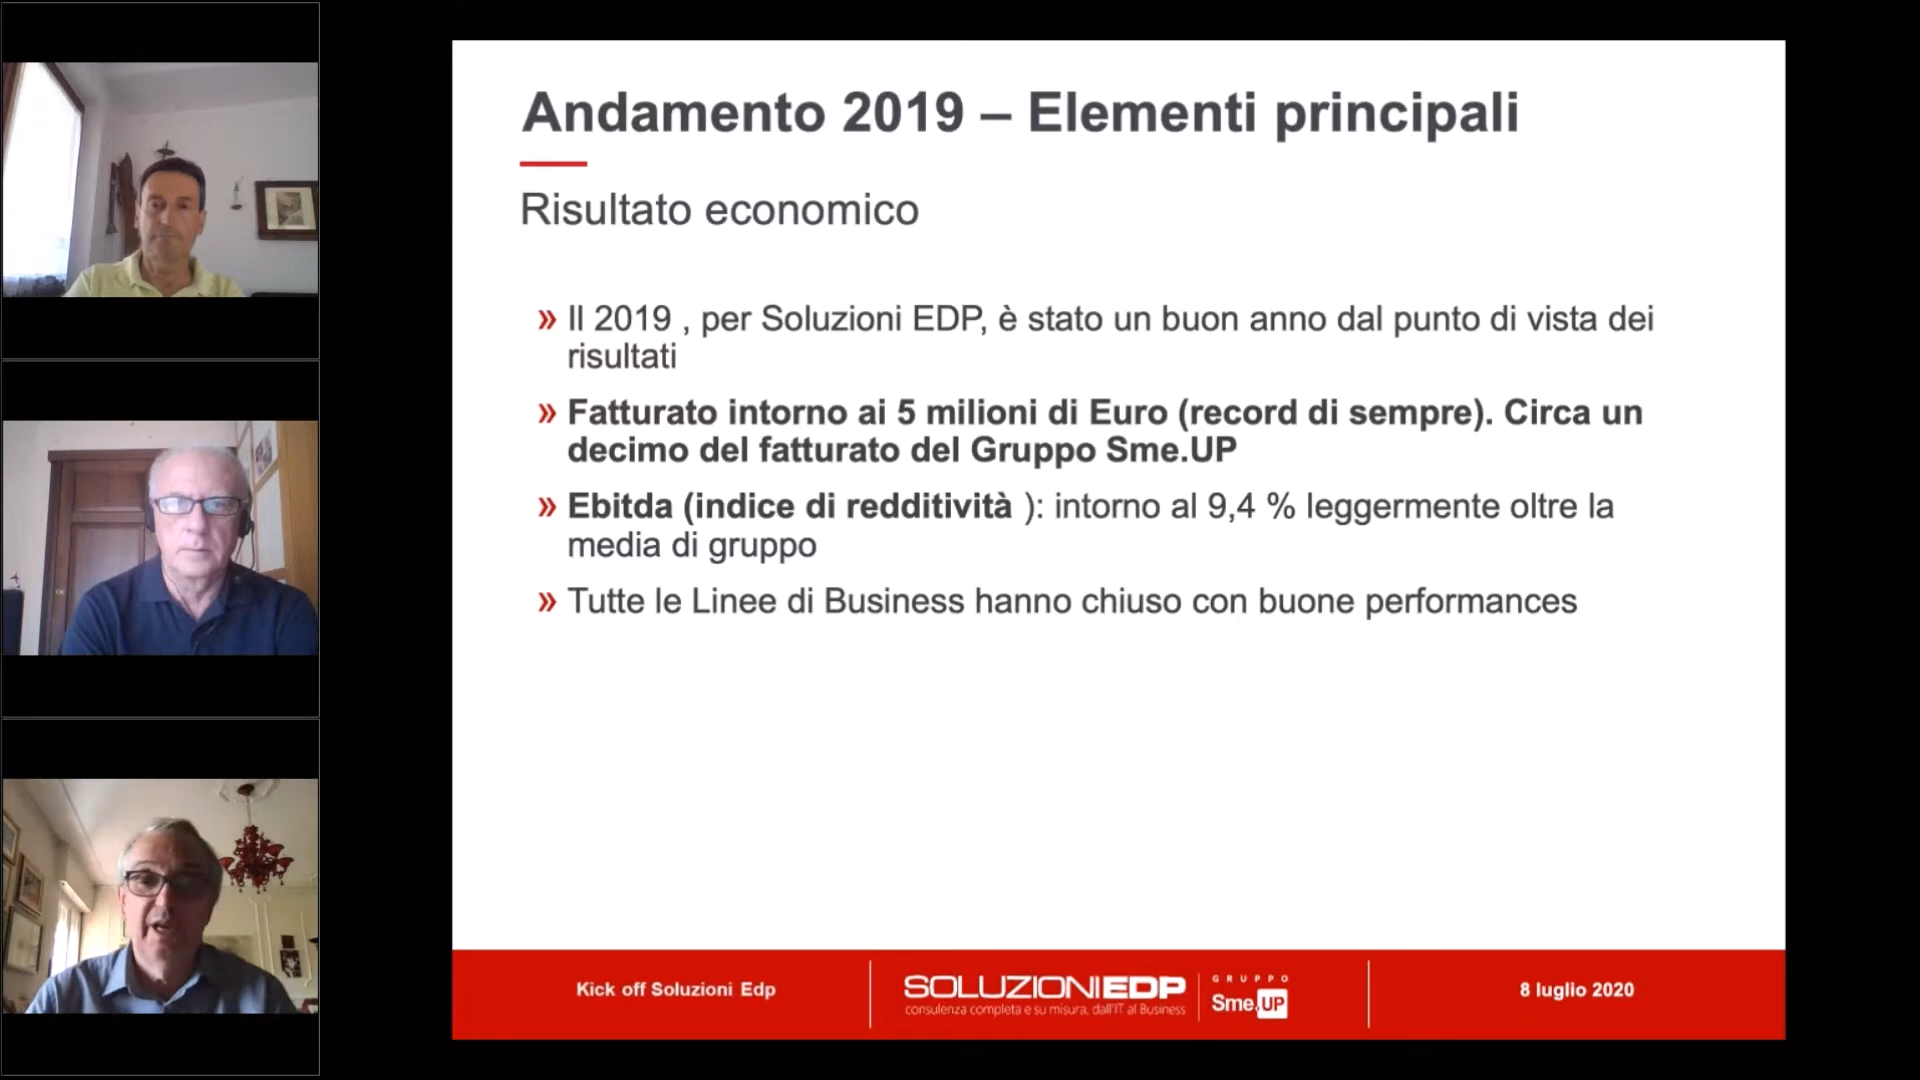 Andamento 2019 – Elementi principali
Risultato economico
» Il 2019 , per Soluzioni EDP, è stato un buon anno dal punto di vista dei
risultati
» Fatturato intorno ai 5 milioni di Euro (record di sempre). Circa un
decimo del fatturato del Gruppo Sme.UP
» Ebitda (indice di redditività ): intorno al 9,4 % leggermente oltre la
media di gruppo
» Tutte le Linee di Business hanno chiuso con buone performances
Kick off Soluzioni Edp
SOLUZIONIEDP
consulenza completa e su misura, dall'IT al Business
GRUPPO
Sme.UP
8 luglio 2020